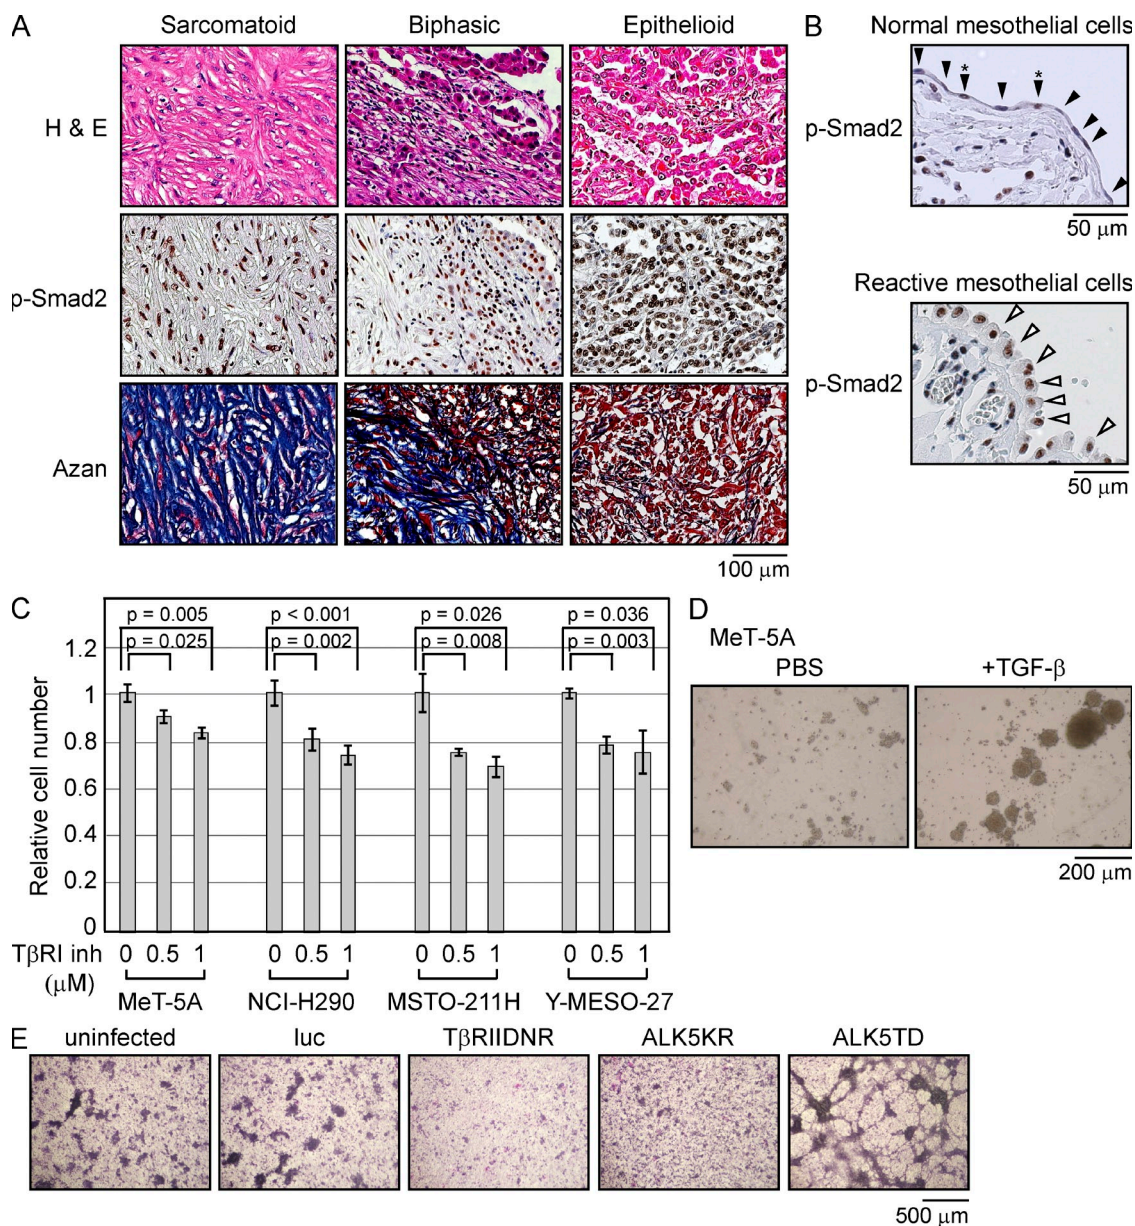 A
Sarcomatoid Biphasic Epithelioid
H & E
p-Smad2
Azan
100 μm
B
Normal mesothelial cells
* *
p-Smad2
50 μm
Reactive mesothelial cells
p-Smad2
50 μm
C
p = 0.005 p < 0.001 p = 0.026 p = 0.036
p = 0.025 p = 0.002 p = 0.008 p = 0.003
Relative cell number
1.2
1
0.8
0.6
0.4
0.2
0
TβRI inh 0 0.5 1 0 0.5 1 0 0.5 1 0 0.5 1
(μM)
MeT-5A NCI-H290 MSTO-211H Y-MESO-27
D
MeT-5A
PBS +TGF-β
200 μm
E
uninfected luc TβRIIDNR ALK5KR ALK5TD
500 μm